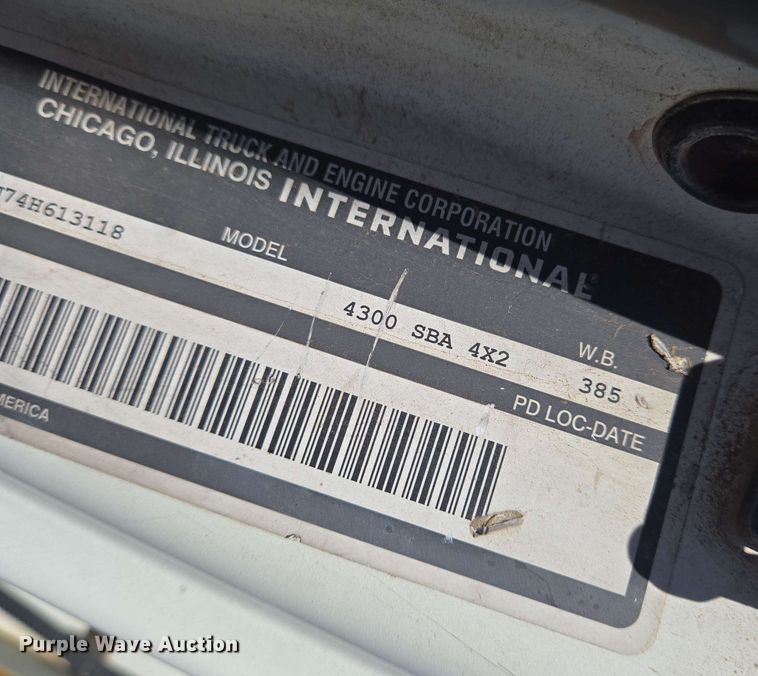 INTERNATIONAL TRUCK AND ENGINE CORPORATION
CHICAGO, ILLINOIS INTERNATIONAL®
74H613118
MODEL
4300 SBA 4X2
W.B.
385
PD LOC-DATE
MERICA
Purple Wave Auction